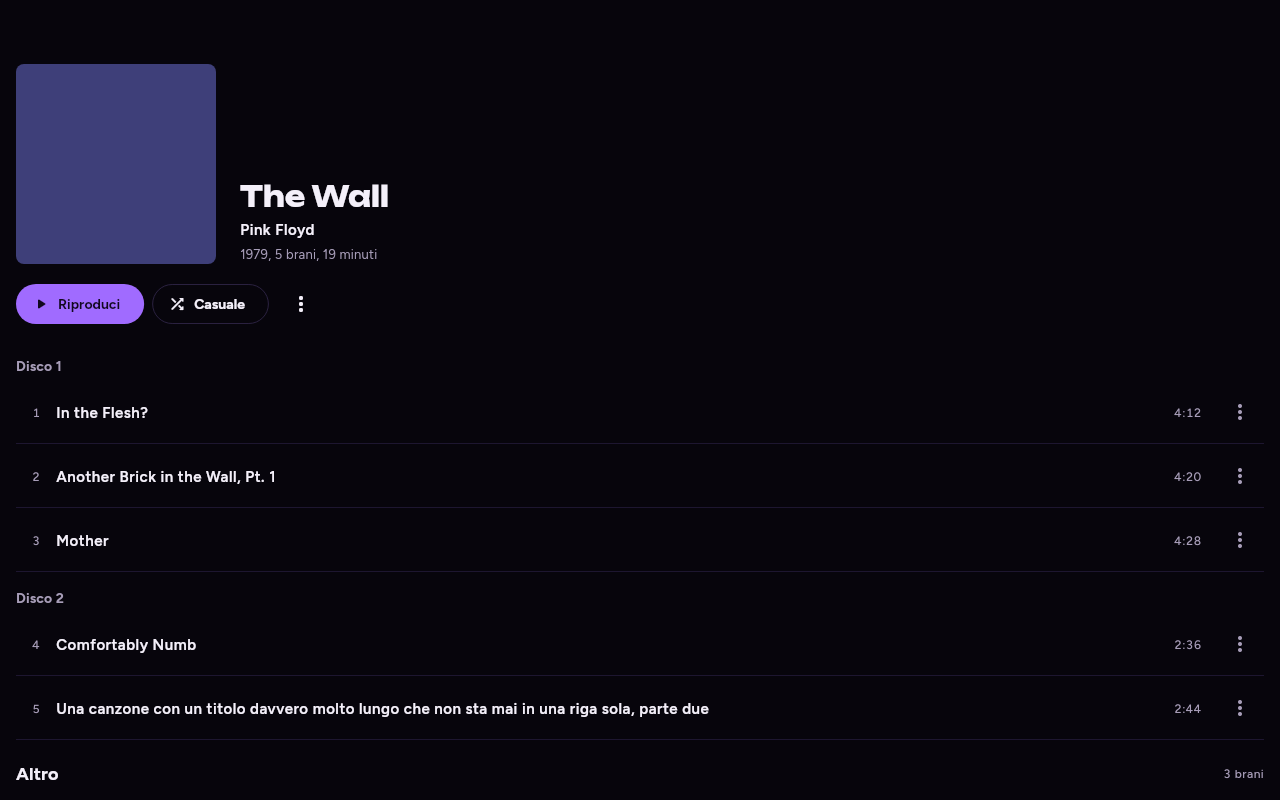 The Wall
Pink Floyd
1979, 5 brani, 19 minuti
Riproduci
Casuale
Disco 1
1 In the Flesh? 4:12
2 Another Brick in the Wall, Pt. 1 4:20
3 Mother 4:28
Disco 2
4 Comfortably Numb 2:36
5 Una canzone con un titolo davvero molto lungo che non sta mai in una riga sola, parte due 2:44
Altro 3 brani